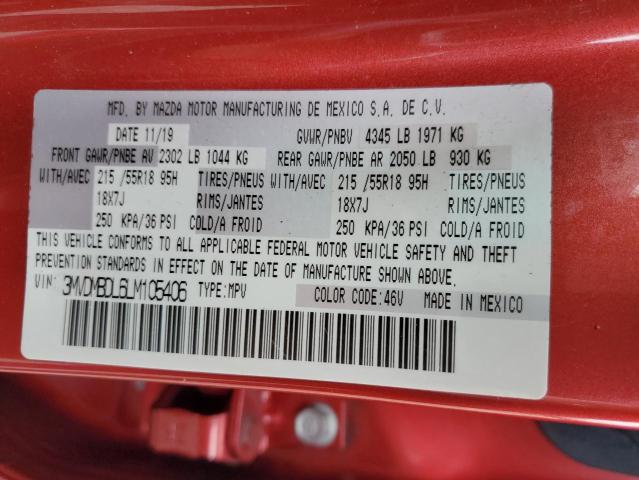 MFD. BY MAZDA MOTOR MANUFACTURING DE MEXICO S.A. DE C.V.
DATE 11/19 GVWR/PNBV 4345 LB 1971 KG
FRONT GAWR/PNBE AV 2302 LB 1044 KG REAR GAWR/PNBE AR 2050 LB 930 KG
WITH/AVEC 215 /55R18 95H TIRES/PNEUS WITH/AVEC 215 /55R18 95H TIRES/PNEUS
18X7J RIMS/JANTES 18X7J RIMS/JANTES
250 KPA/36 PSI COLD/A FROID 250 KPA/36 PSI COLD/A FROID
THIS VEHICLE CONFORMS TO ALL APPLICABLE FEDERAL MOTOR VEHICLE SAFETY AND THEFT
PREVENTION STANDARDS IN EFFECT ON THE DATE OF MANUFACTURE SHOWN ABOVE.
VIN: 3MVDMBDL6LM105406 TYPE:MPV COLOR CODE:46V MADE IN MEXICO